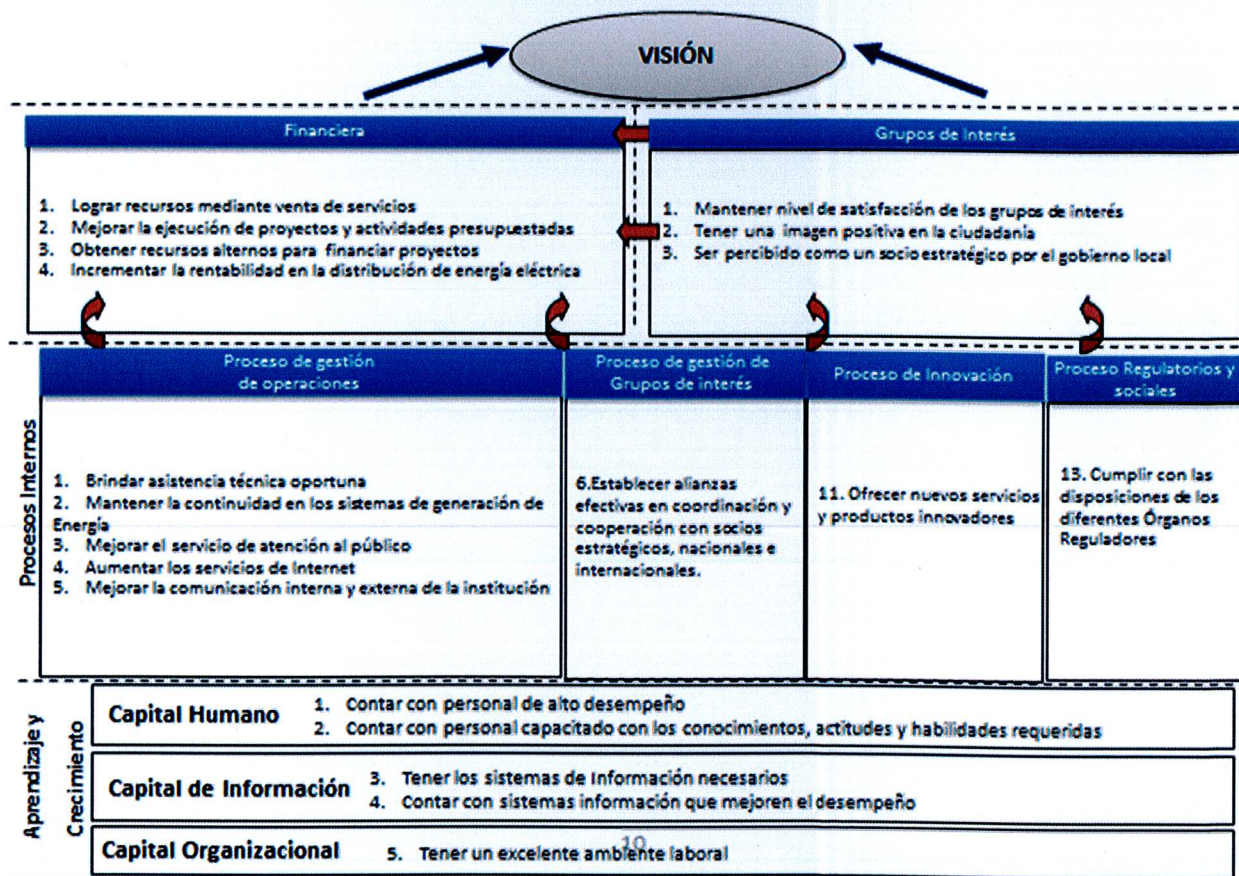 VISIÓN
Financiera
1. Lograr recursos mediante venta de servicios
2. Mejorar la ejecución de proyectos y actividades presupuestadas
3. Obtener recursos alternos para financiar proyectos
4. Incrementar la rentabilidad en la distribución de energía eléctrica
Grupos de Interés
1. Mantener nivel de satisfacción de los grupos de interés
2. Tener una imagen positiva en la ciudadanía
3. Ser percibido como un socio estratégico por el gobierno local
Procesos Internos
Proceso de gestión
de operaciones
1. Brindar asistencia técnica oportuna
2. Mantener la continuidad en los sistemas de generación de
Energía
3. Mejorar el servicio de atención al público
4. Aumentar los servicios de Internet
5. Mejorar la comunicación interna y externa de la institución
Proceso de gestión de
Grupos de interés
6.Establecer alianzas
efectivas en coordinación y
cooperación con socios
estratégicos, nacionales e
internacionales.
Proceso de Innovación
11. Ofrecer nuevos servicios
y productos innovadores
Proceso Regulatorios y
sociales
13. Cumplir con las
disposiciones de los
diferentes Órganos
Reguladores
Aprendizaje y
Crecimiento
Capital Humano
1. Contar con personal de alto desempeño
2. Contar con personal capacitado con los conocimientos, actitudes y habilidades requeridas
Capital de Información
3. Tener los sistemas de Información necesarios
4. Contar con sistemas información que mejoren el desempeño
Capital Organizacional
5. Tener un excelente ambiente laboral
10